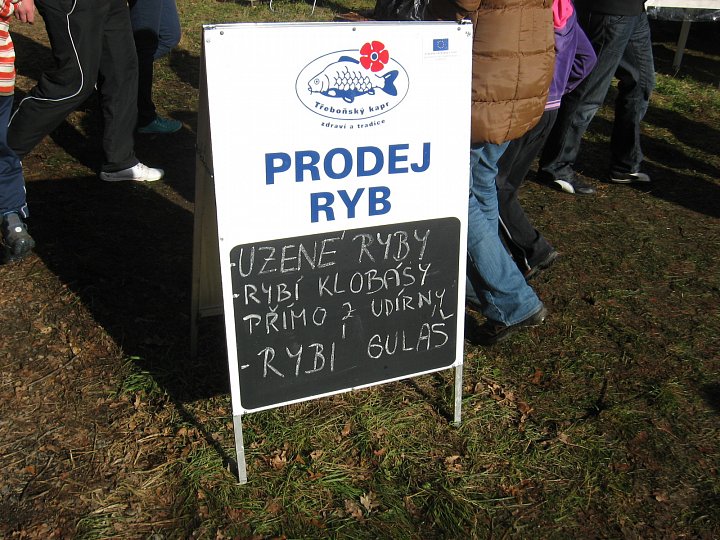 Třeboňský kapr
zdraví a tradice
PRODEJ
RYB
- UZENÉ RYBY
- RYBÍ KLOBÁSY
PŘÍMO Z UDÍRNY
- RYBÍ GULÁŠ